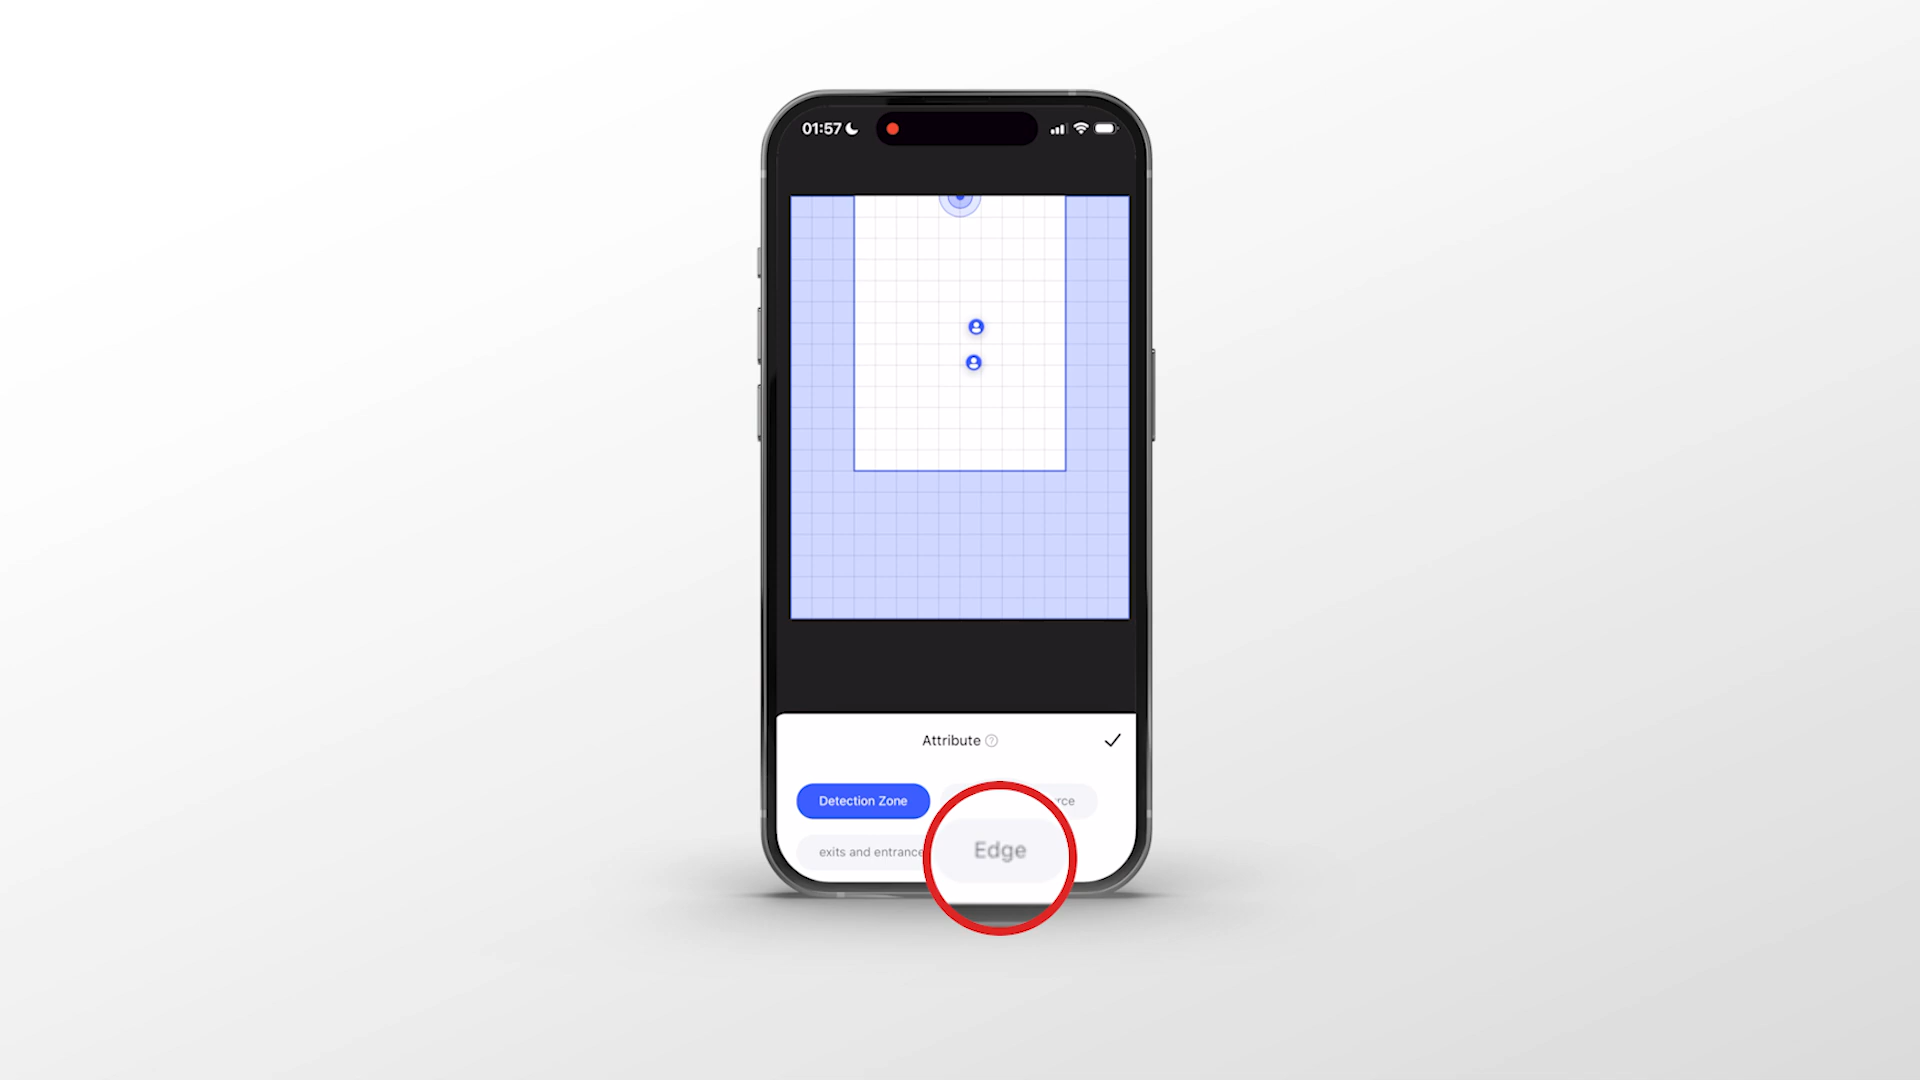 01:57
Attribute ?
Detection Zone
exits and entrance
Edge